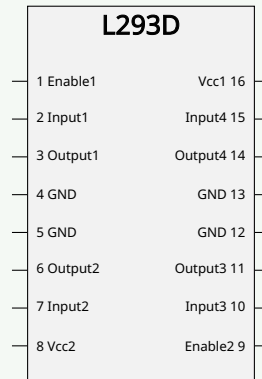 L293D
1 Enable1
Vcc1 16
2 Input1
Input4 15
3 Output1
Output4 14
4 GND
GND 13
5 GND
GND 12
6 Output2
Output3 11
7 Input2
Input3 10
8 Vcc2
Enable2 9